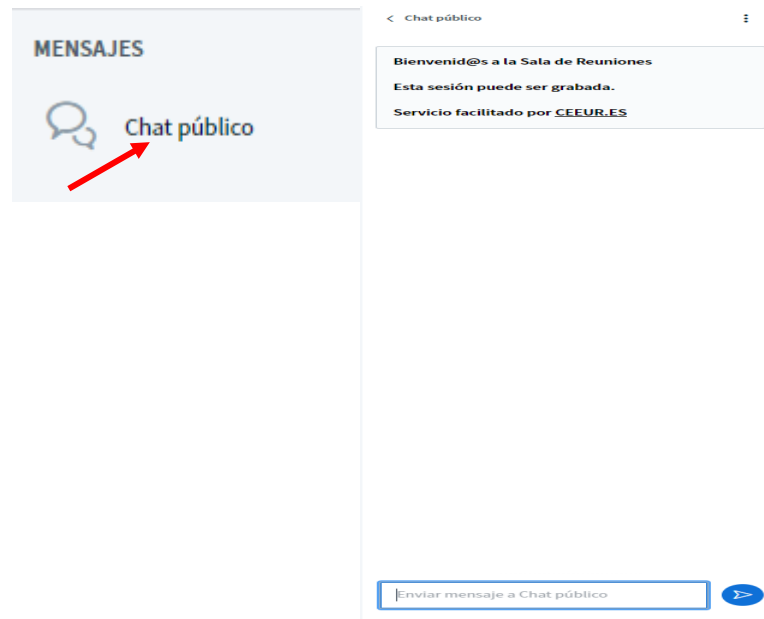 MENSAJES
Chat público
Chat público
Bienvenid@s a la Sala de Reuniones
Esta sesión puede ser grabada.
Servicio facilitado por CEEUR.ES
Enviar mensaje a Chat público